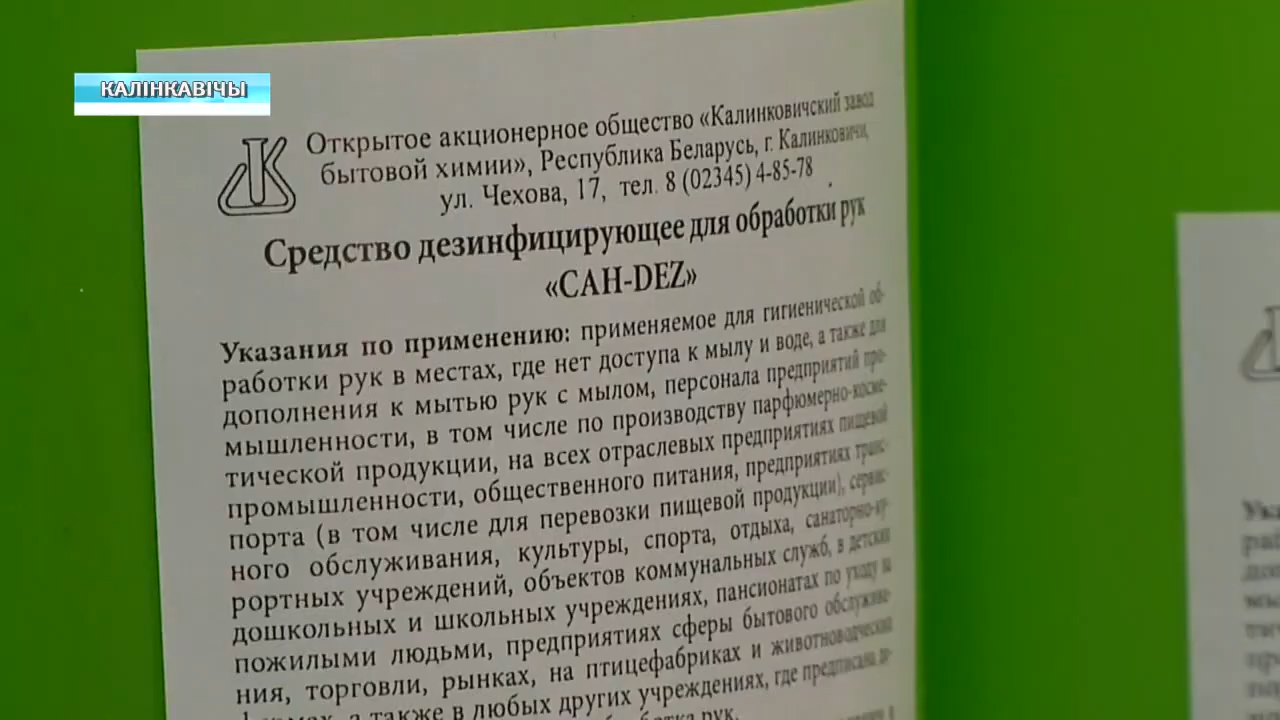 КАЛІНКАВІЧЫ
Открытое акционерное общество «Калинковичский завод
бытовой химии», Республика Беларусь, г. Калинковичи,
ул. Чехова, 17, тел. 8 (02345) 4-85-78
Средство дезинфицирующее для обработки рук
«САН-DEZ»
Указания по применению: применяемое для гигиенической об-
работки рук в местах, где нет доступа к мылу и воде, а также для
дополнения к мытью рук с мылом, персонала предприятий про-
мышленности, в том числе по производству парфюмерно-косме-
тической продукции, на всех отраслевых предприятиях пищевой
промышленности, общественного питания, предприятиях транс-
порта (в том числе для перевозки пищевой продукции), сервис-
ного обслуживания, культуры, спорта, отдыха, санаторно-ку-
рортных учреждений, объектов коммунальных служб, в детских
дошкольных и школьных учреждениях, пансионатах по уходу за
пожилыми людьми, предприятиях сферы бытового обслужива-
ния, торговли, рынках, на птицефабриках и животноводческих
фермах, а также в любых других учреждениях, где предписана де-
рук.
Ука
раб